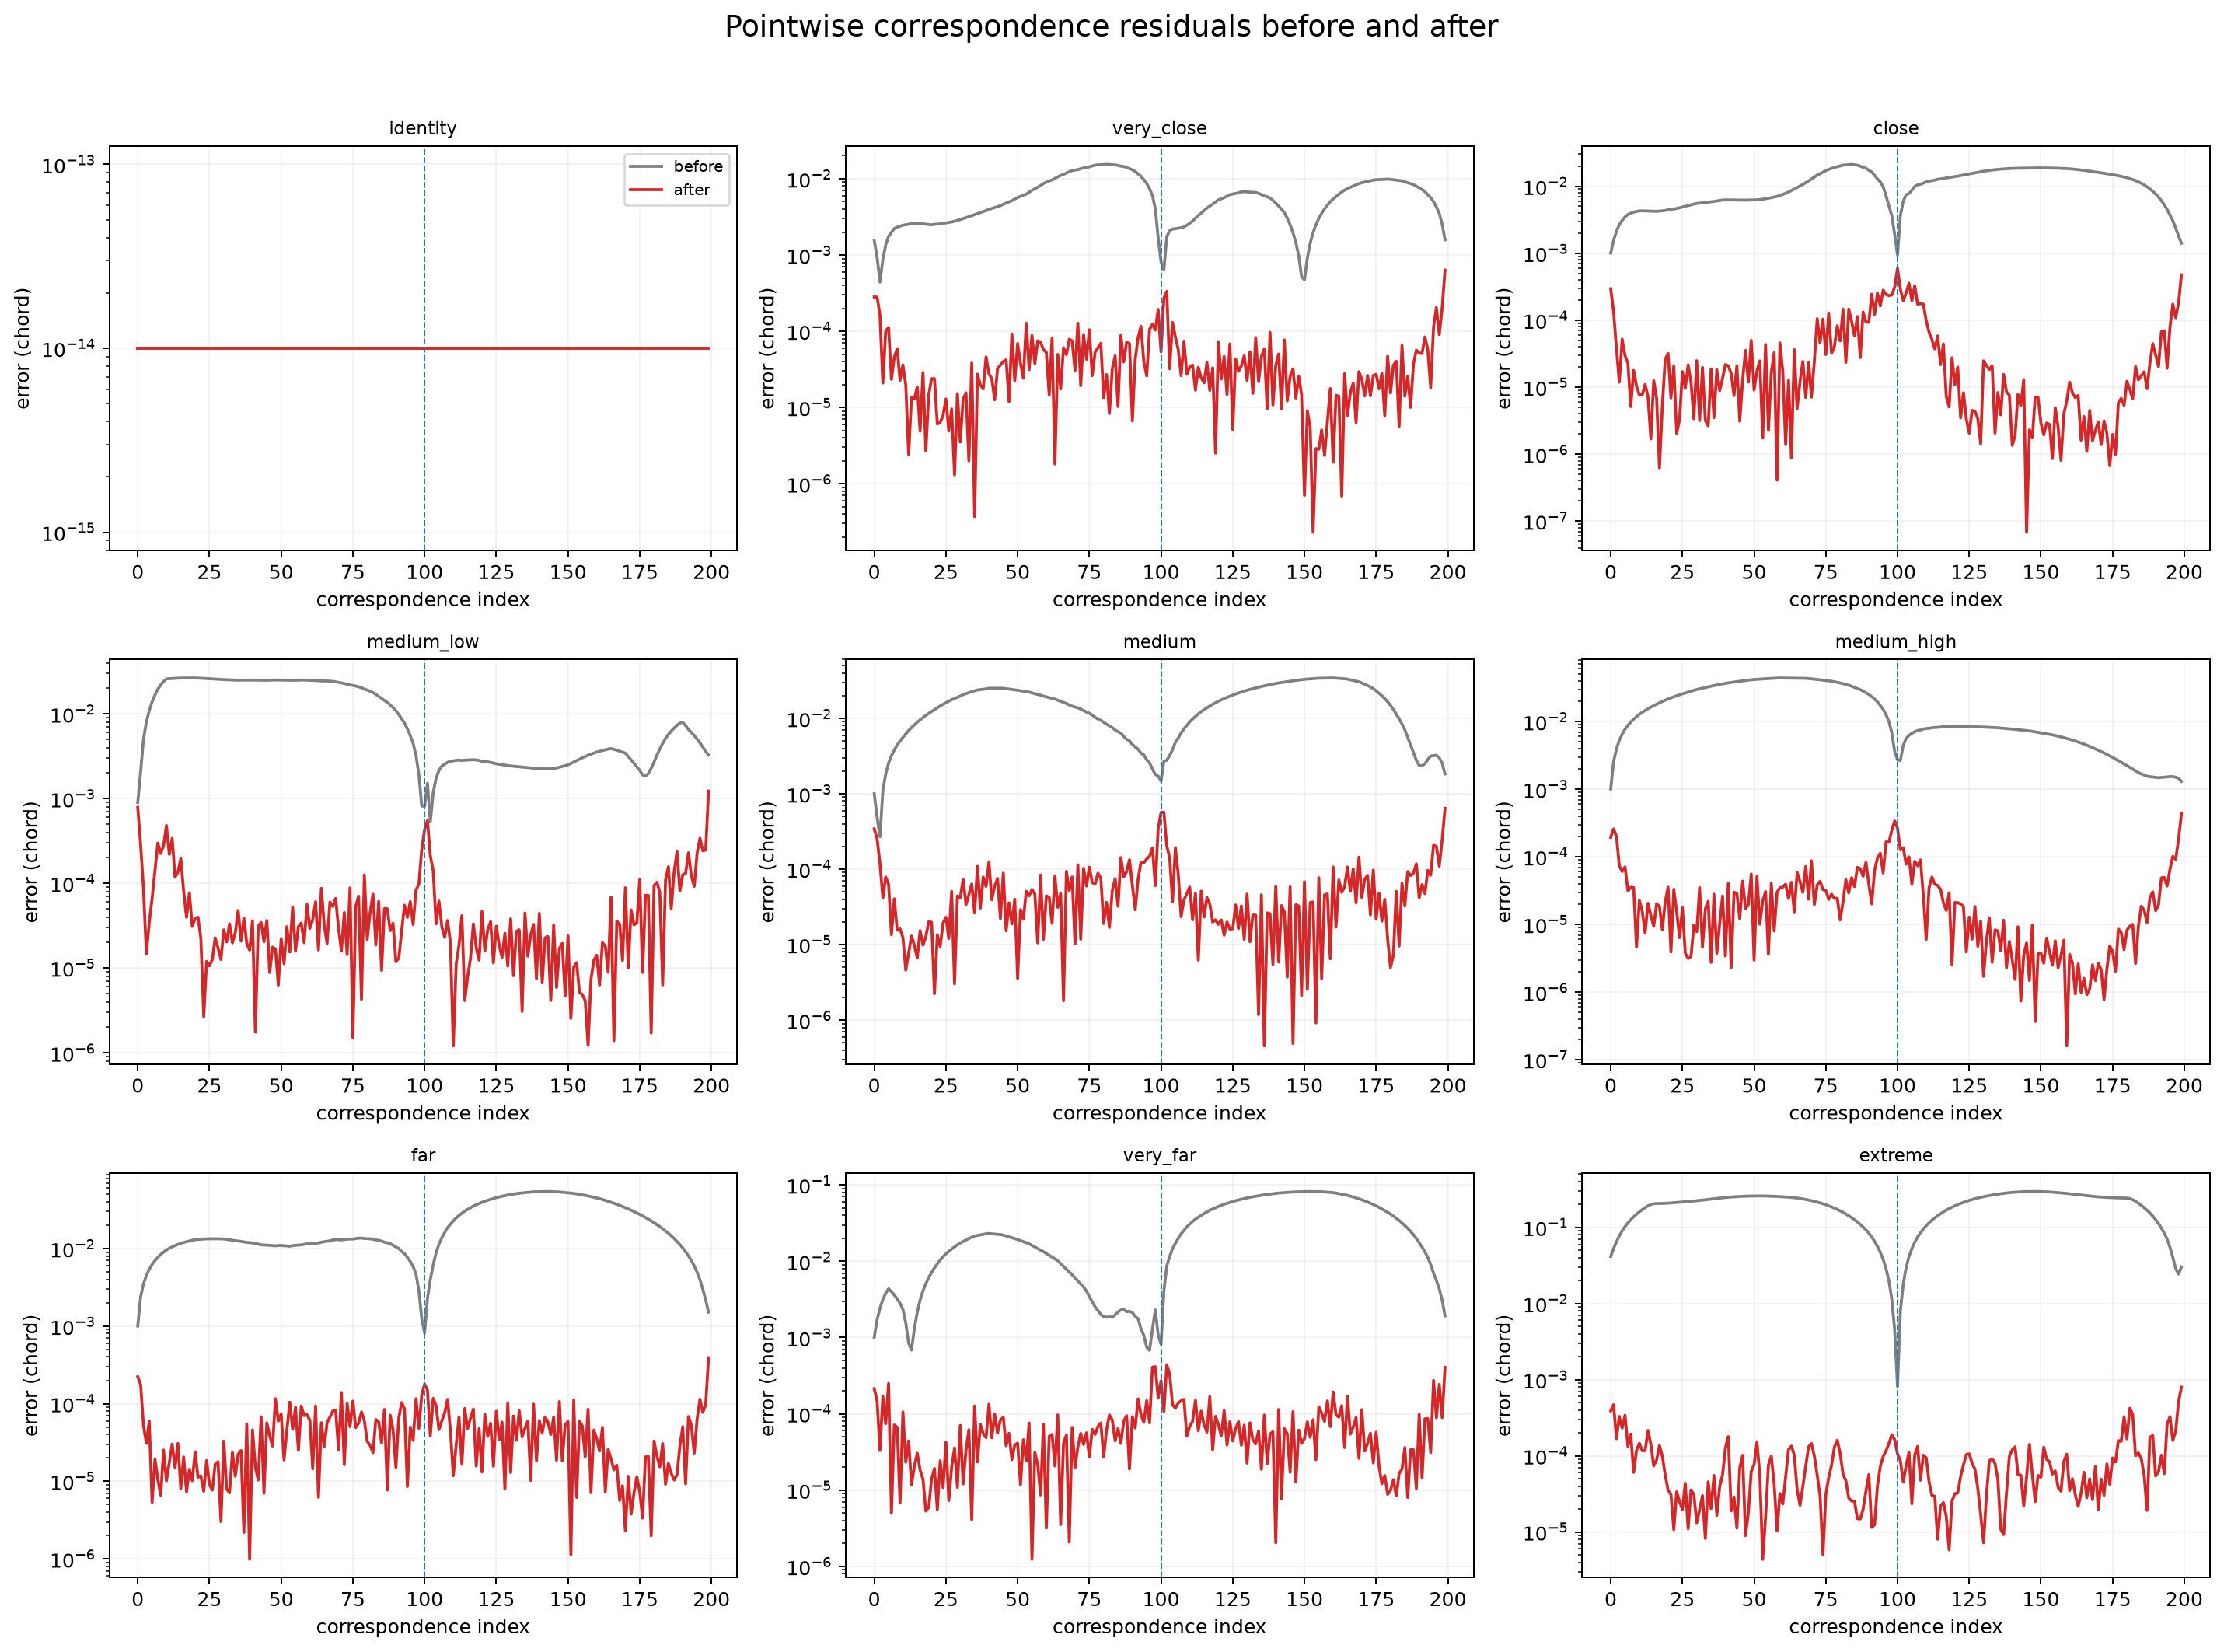 Pointwise correspondence residuals before and after
identity
very_close
close
10⁻¹³
10⁻¹⁴
10⁻¹⁵
error (chord)
before
after
0 25 50 75 100 125 150 175 200
correspondence index
10⁻²
10⁻³
10⁻⁴
10⁻⁵
10⁻⁶
error (chord)
0 25 50 75 100 125 150 175 200
correspondence index
10⁻²
10⁻³
10⁻⁴
10⁻⁵
10⁻⁶
10⁻⁷
error (chord)
0 25 50 75 100 125 150 175 200
correspondence index
medium_low
medium
medium_high
10⁻²
10⁻³
10⁻⁴
10⁻⁵
10⁻⁶
error (chord)
0 25 50 75 100 125 150 175 200
correspondence index
10⁻²
10⁻³
10⁻⁴
10⁻⁵
10⁻⁶
error (chord)
0 25 50 75 100 125 150 175 200
correspondence index
10⁻²
10⁻³
10⁻⁴
10⁻⁵
10⁻⁶
10⁻⁷
error (chord)
0 25 50 75 100 125 150 175 200
correspondence index
far
very_far
extreme
10⁻²
10⁻³
10⁻⁴
10⁻⁵
10⁻⁶
error (chord)
0 25 50 75 100 125 150 175 200
correspondence index
10⁻¹
10⁻²
10⁻³
10⁻⁴
10⁻⁵
10⁻⁶
error (chord)
0 25 50 75 100 125 150 175 200
correspondence index
10⁻¹
10⁻²
10⁻³
10⁻⁴
10⁻⁵
error (chord)
0 25 50 75 100 125 150 175 200
correspondence index